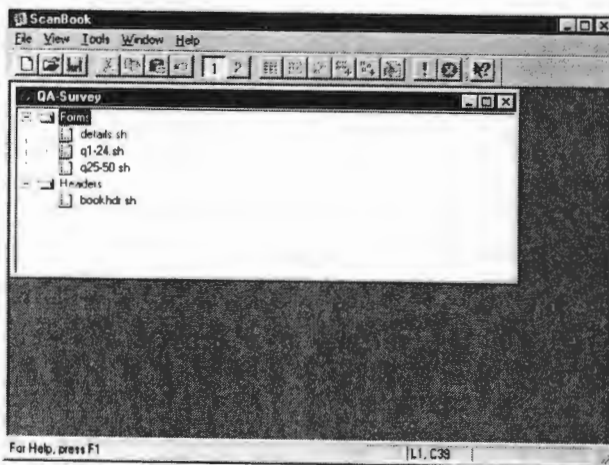 ScanBook
File View Tools Window Help
1 2
QA-Survey
Forms
details.sh
q1-24.sh
q25-50.sh
Headers
bookhdr.sh
For Help, press F1
L1, C39